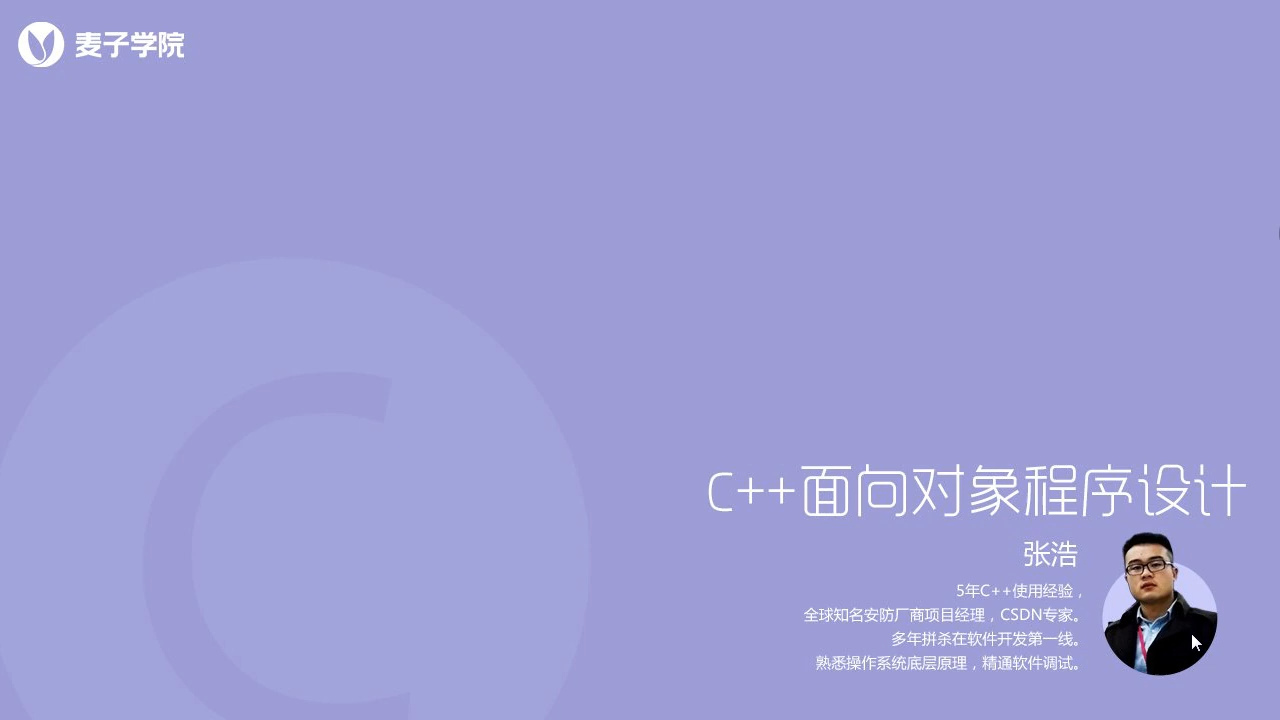 麦子学院
C++面向对象程序设计
张浩
5年C++使用经验，
全球知名安防厂商项目经理，CSDN专家。
多年拼杀在软件开发第一线。
熟悉操作系统底层原理，精通软件调试。